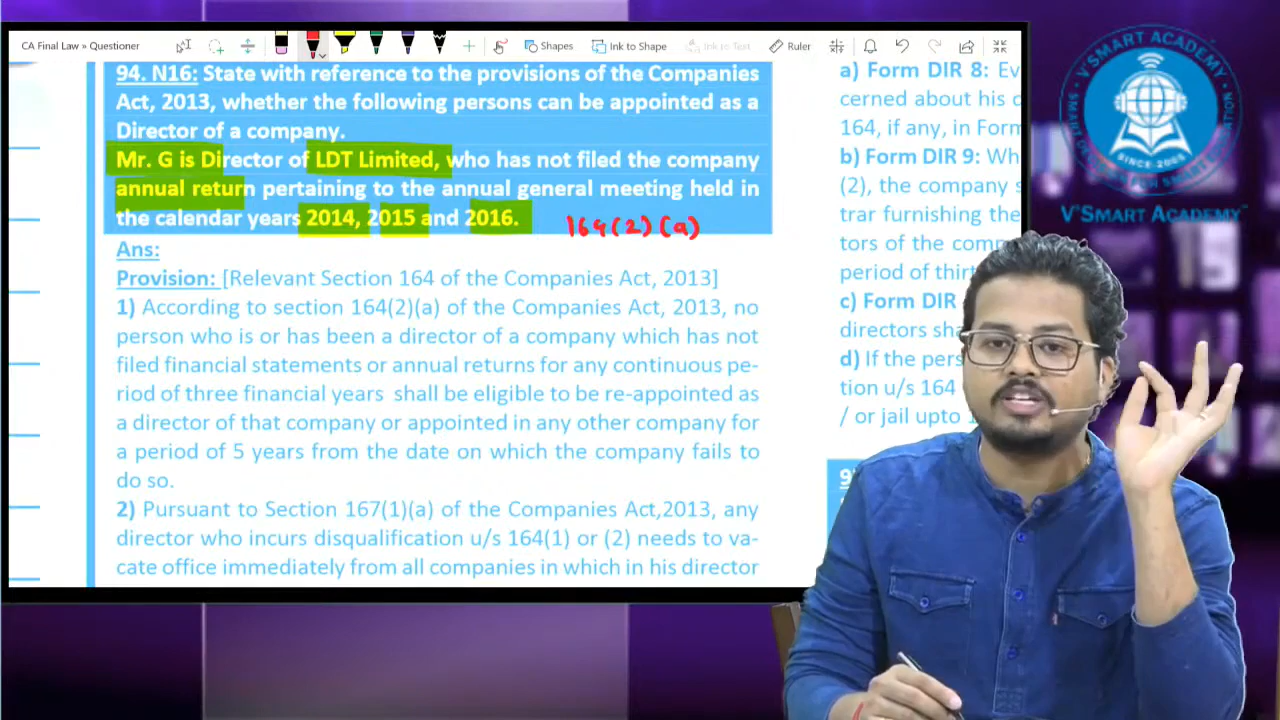 CA Final Law » Questioner
Shapes
Ink to Shape
Ink to Text
Ruler
94. N16: State with reference to the provisions of the Companies
Act, 2013, whether the following persons can be appointed as a
Director of a company.
Mr. G is Director of LDT Limited, who has not filed the company
annual return pertaining to the annual general meeting held in
the calendar years 2014, 2015 and 2016.
164(2)(a)
Ans:
Provision: [Relevant Section 164 of the Companies Act, 2013]
1) According to section 164(2)(a) of the Companies Act, 2013, no
person who is or has been a director of a company which has not
filed financial statements or annual returns for any continuous pe-
riod of three financial years shall be eligible to be re-appointed as
a director of that company or appointed in any other company for
a period of 5 years from the date on which the company fails to
do so.
2) Pursuant to Section 167(1)(a) of the Companies Act,2013, any
director who incurs disqualification u/s 164(1) or (2) needs to va-
cate office immediately from all companies in which in his director
a) Form DIR 8: Ev
cerned about his c
164, if any, in Form
b) Form DIR 9: Wh
(2), the company s
trar furnishing the
tors of the comp
period of thirt
c) Form DIR
directors sha
d) If the pers
tion u/s 164
/ or jail upto
V'SMART ACADEMY
SINCE - 2005
V'SMART ACADEMY